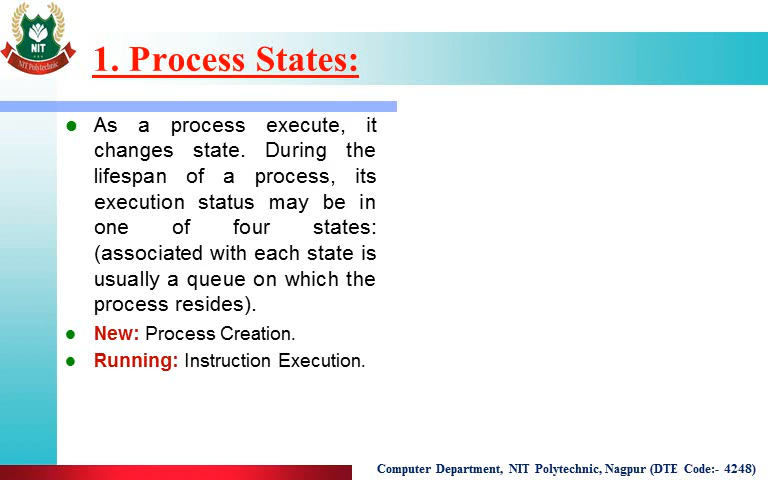 NIT
NIT Polytechnic
1. Process States:
As a process execute, it
changes state. During the
lifespan of a process, its
execution status may be in
one of four states:
(associated with each state is
usually a queue on which the
process resides).
New: Process Creation.
Running: Instruction Execution.
Computer Department, NIT Polytechnic, Nagpur (DTE Code:- 4248)